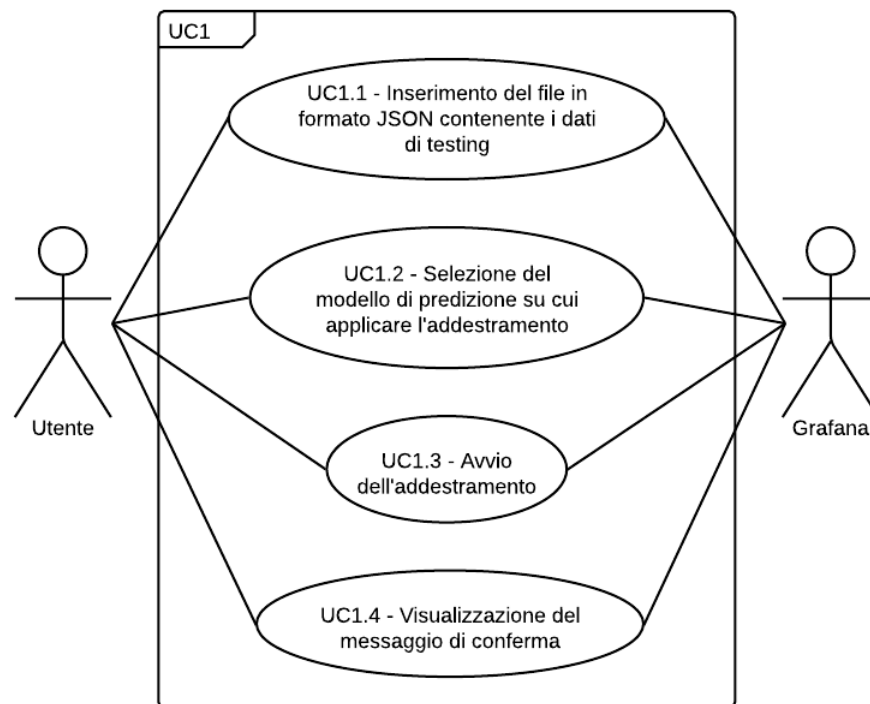 UC1
UC1.1 - Inserimento del file in
formato JSON contenente i dati
di testing
UC1.2 - Selezione del
modello di predizione su cui
applicare l'addestramento
Utente
Grafana
UC1.3 - Avvio
dell'addestramento
UC1.4 - Visualizzazione del
messaggio di conferma